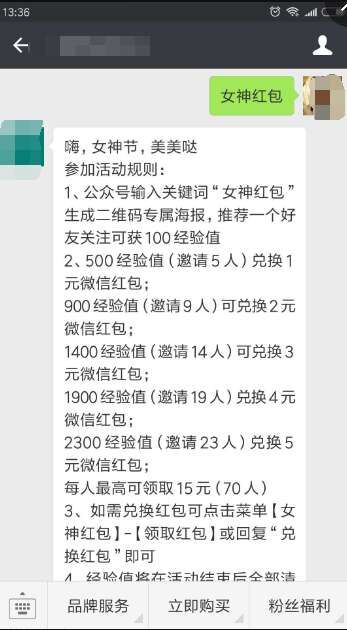 13:36
女神红包
嗨，女神节，美美哒
参加活动规则：
1、公众号输入关键词“女神红包”
生成二维码专属海报，推荐一个好
友关注可获100经验值
2、500经验值（邀请5人）兑换1
元微信红包；
900经验值（邀请9人）可兑换2元
微信红包；
1400经验值（邀请14人）可兑换3
元微信红包；
1900经验值（邀请19人）兑换4元
微信红包；
2300经验值（邀请23人）兑换5
元微信红包；
每人最高可领取15元（70人）
3、如需兑换红包可点击菜单【女
神红包】-【领取红包】或回复“兑
换红包”即可
4、经验值将在活动结束后全部清
品牌服务
立即购买
粉丝福利